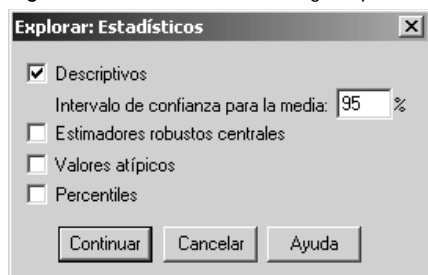 Explorar: Estadísticos
Descriptivos
Intervalo de confianza para la media: 95 %
Estimadores robustos centrales
Valores atípicos
Percentiles
Continuar Cancelar Ayuda